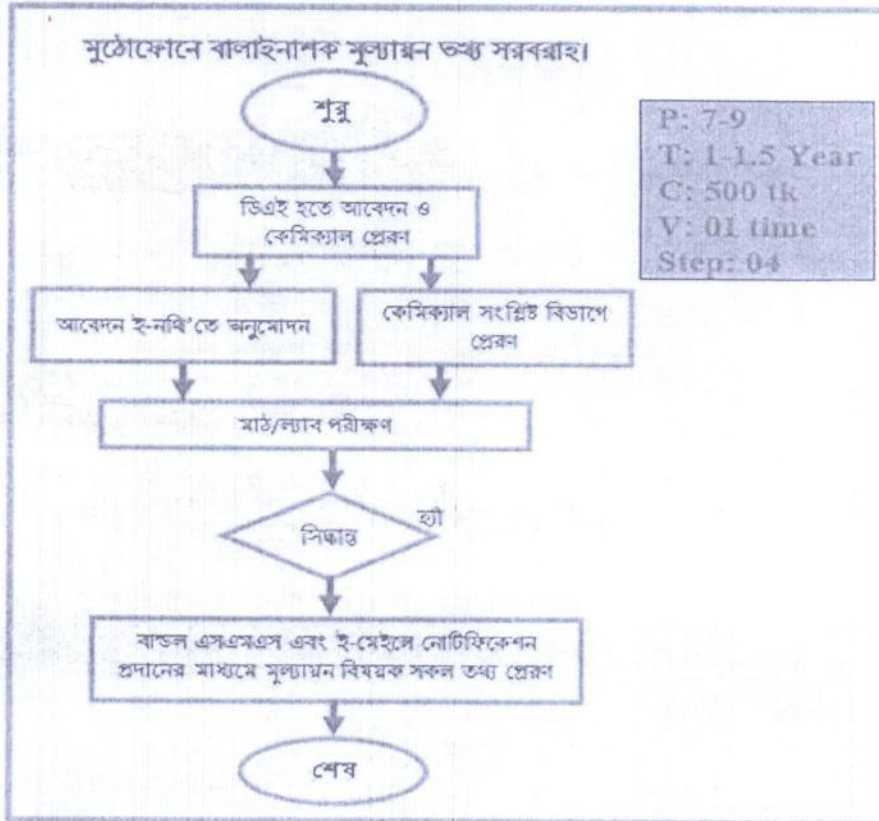 মুঠোফোনে বালাইনাশক মূল্যায়ন তথ্য সরবরাহ।
শুরু
P: 7-9
T: 1-1.5 Year
C: 500 tk
V: 01 time
Step: 04
ডিএই হতে আবেদন ও
কেমিক্যাল প্রেরণ
আবেদন ই-নথি'তে অনুমোদন
কেমিক্যাল সংশ্লিষ্ট বিভাগে
প্রেরণ
মাঠ/ল্যাব পরীক্ষণ
সিদ্ধান্ত
হ্যাঁ
বান্ডল এসএমএস এবং ই-মেইলে নোটিফিকেশন
প্রদানের মাধ্যমে মূল্যায়ন বিষয়ক সকল তথ্য প্রেরণ
শেষ